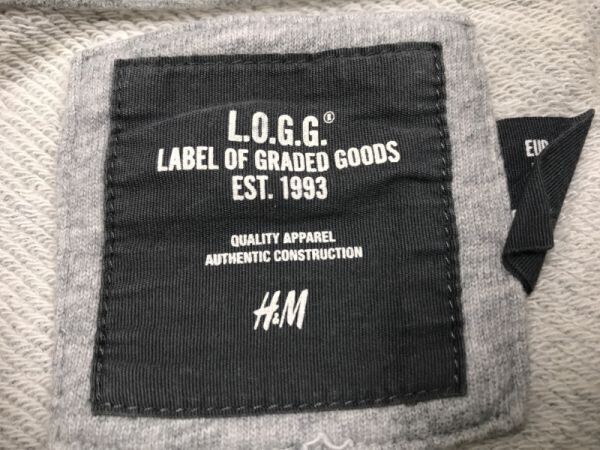 L.O.G.G.®
LABEL OF GRADED GOODS
EST. 1993
QUALITY APPAREL
AUTHENTIC CONSTRUCTION
H&M
EUR